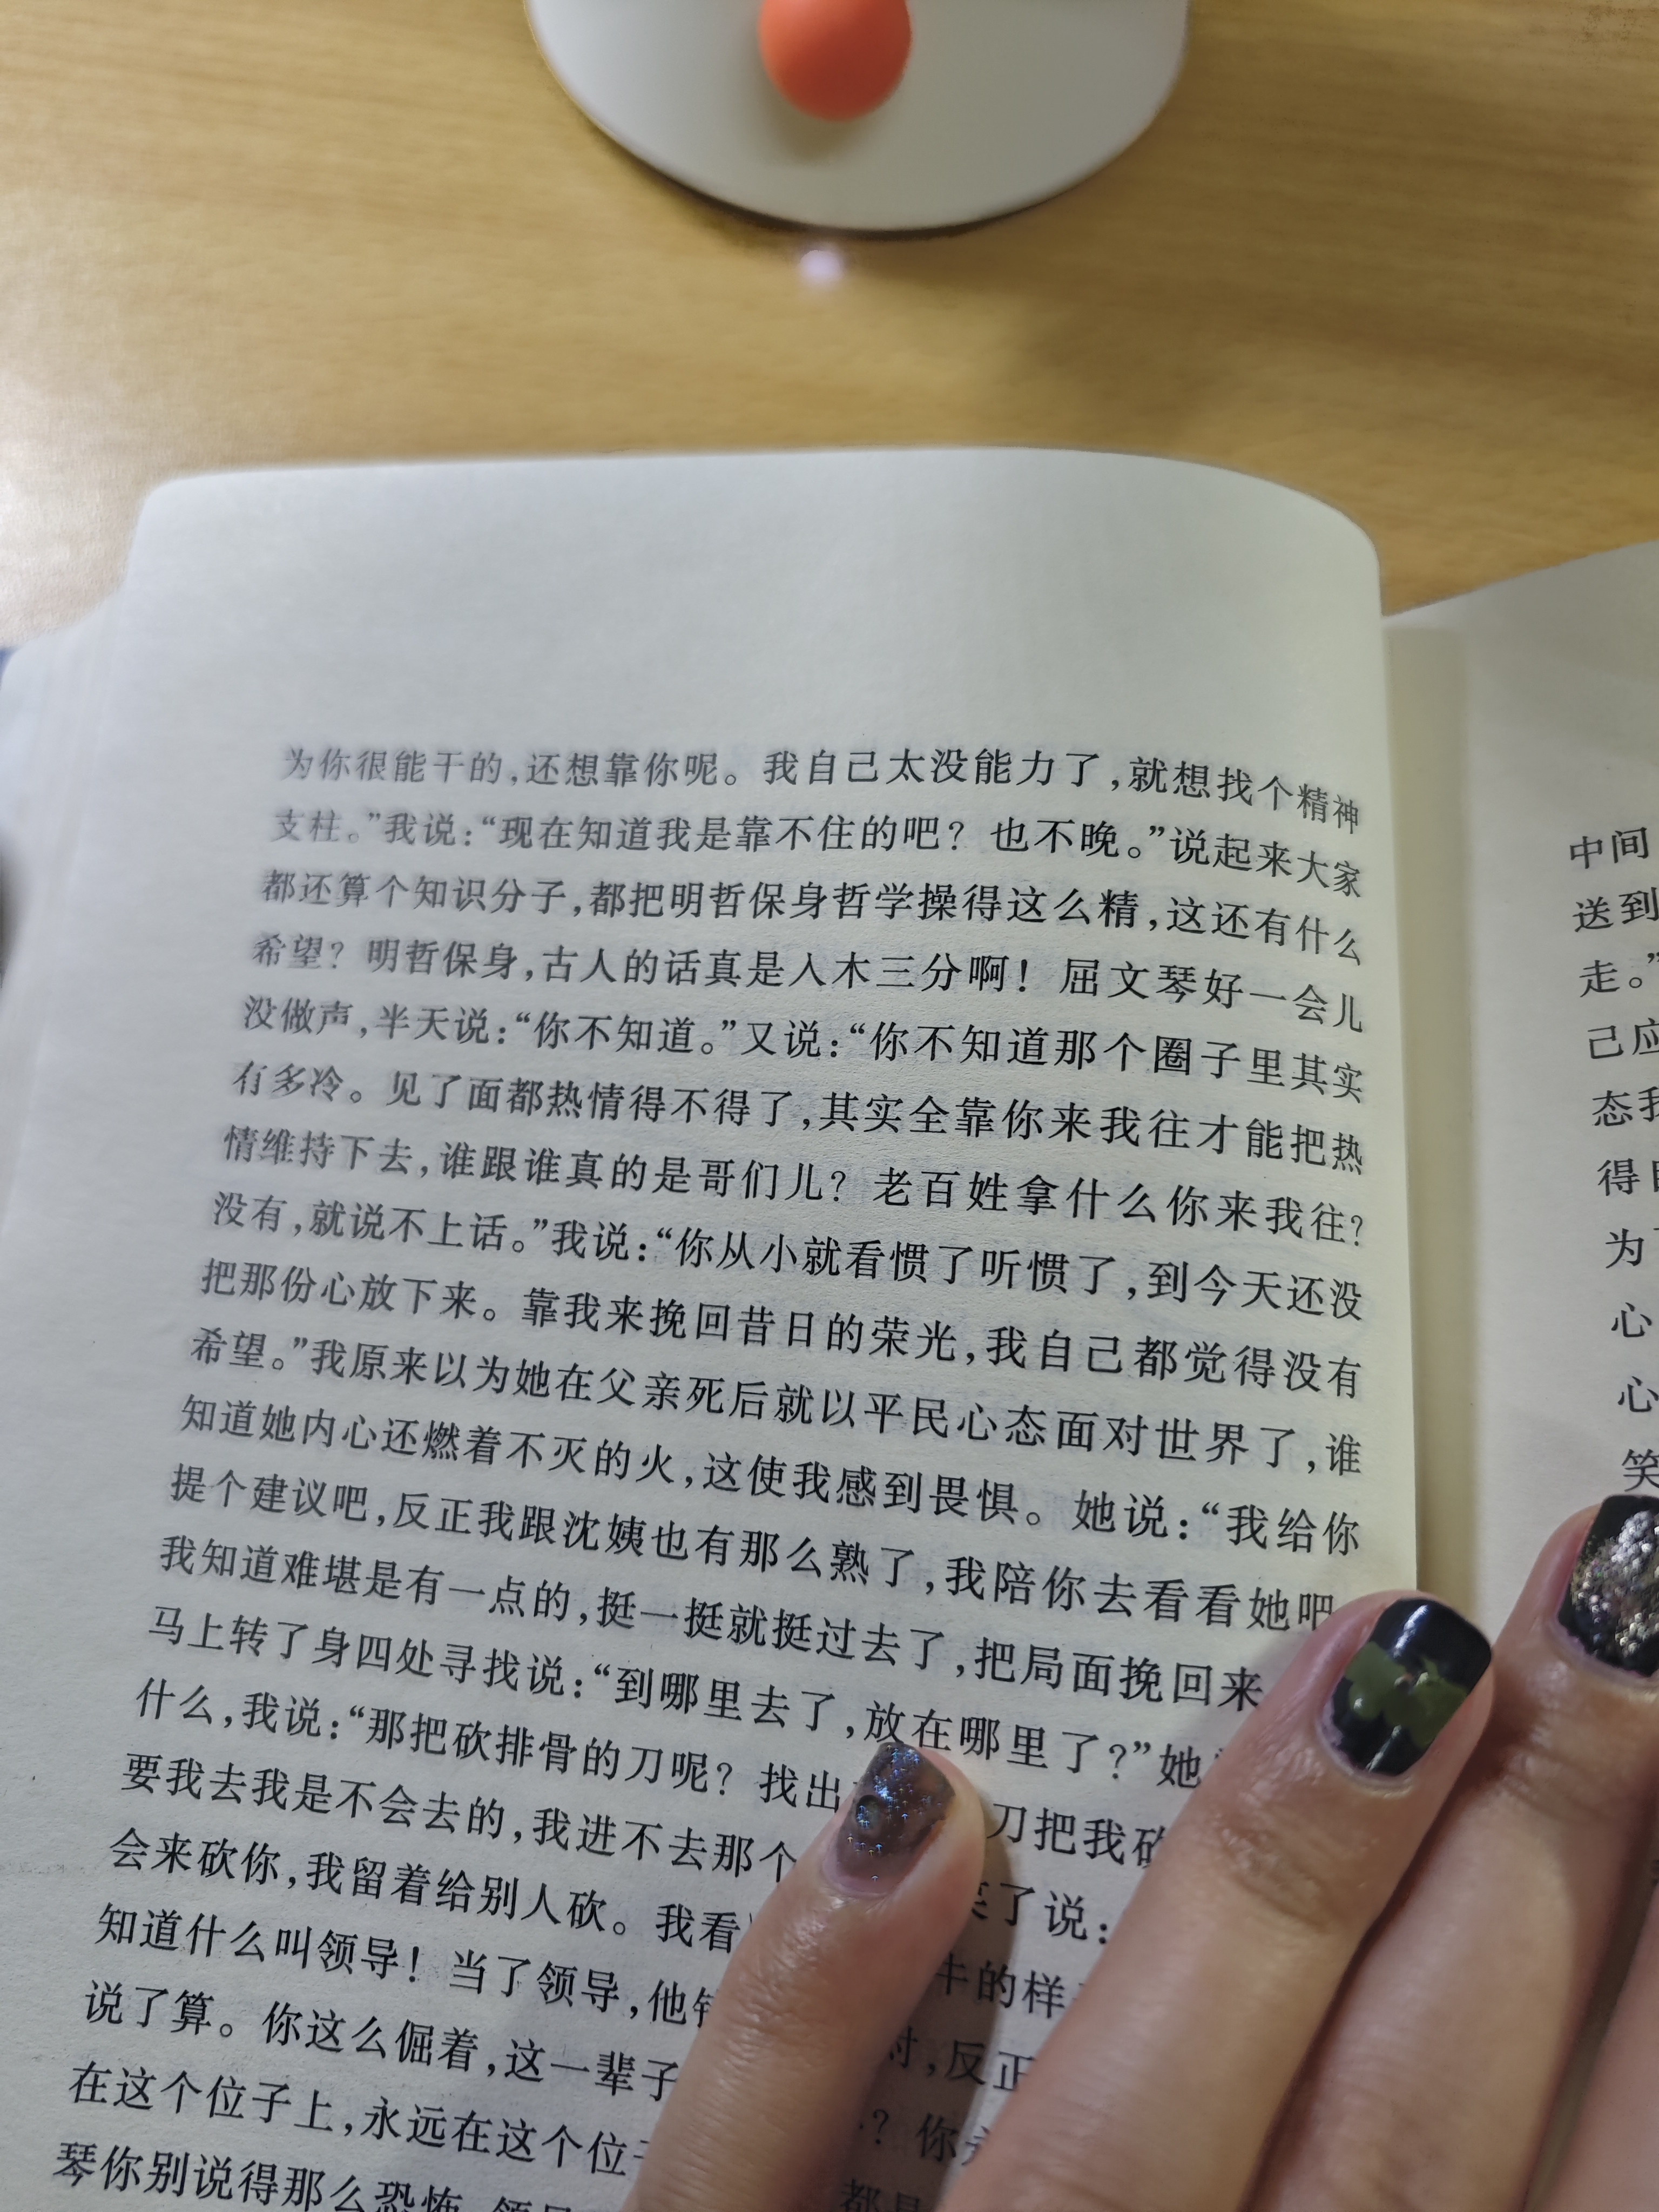 为你很能干的，还想靠你呢。我自己太没能力了，就想找个精神
支柱。”我说：“现在知道我是靠不住的吧？也不晚。”说起来大家
都还算个知识分子，都把明哲保身哲学操得这么精，这还有什么
希望？明哲保身，古人的话真是入木三分啊！屈文琴好一会儿
没做声，半天说：“你不知道。”又说：“你不知道那个圈子里其实
有多冷。见了面都热情得不得了，其实全靠你来我往才能把热
情维持下去，谁跟谁真的是哥们儿？老百姓拿什么你来我往？
没有，就说不上话。”我说：“你从小就看惯了听惯了，到今天还没
把那份心放下来。靠我来挽回昔日的荣光，我自己都觉得没有
希望。”我原来以为她在父亲死后就以平民心态面对世界了，谁
知道她内心还燃着不灭的火，这使我感到畏惧。她说：“我给你
提个建议吧，反正我跟沈姨也有那么熟了，我陪你去看看她吧
我知道难堪是有一点的，挺一挺就挺过去了，把局面挽回来
马上转了身四处寻找说：“到哪里去了，放在哪里了？”她
什么，我说：“那把砍排骨的刀呢？找出 刀把我砍
要我去我是不会去的，我进不去那个 笑了说：
会来砍你，我留着给别人砍。我看 牛的样
知道什么叫领导！当了领导，他错 对，反正
说了算。你这么倔着，这一辈子 ？你
在这个位子上，永远在这个位子 都是
琴你别说得那么恐怖，领导
中间
送到
走。”
己应
态我
得
为
心
心
笑